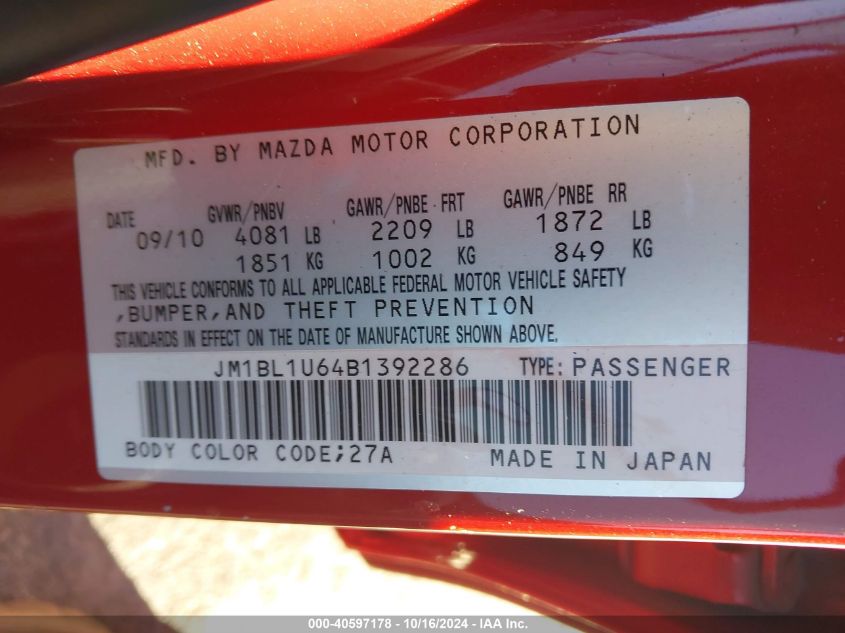 MFD. BY MAZDA MOTOR CORPORATION
DATE GVWR/PNBV GAWR/PNBE FRT GAWR/PNBE RR
09/10 4081 LB 2209 LB 1872 LB
1851 KG 1002 KG 849 KG
THIS VEHICLE CONFORMS TO ALL APPLICABLE FEDERAL MOTOR VEHICLE SAFETY
,BUMPER,AND THEFT PREVENTION
STANDARDS IN EFFECT ON THE DATE OF MANUFACTURE SHOWN ABOVE.
JM1BL1U64B1392286 TYPE: PASSENGER
BODY COLOR CODE;27A MADE IN JAPAN
000-40597178 - 10/16/2024 - IAA Inc.